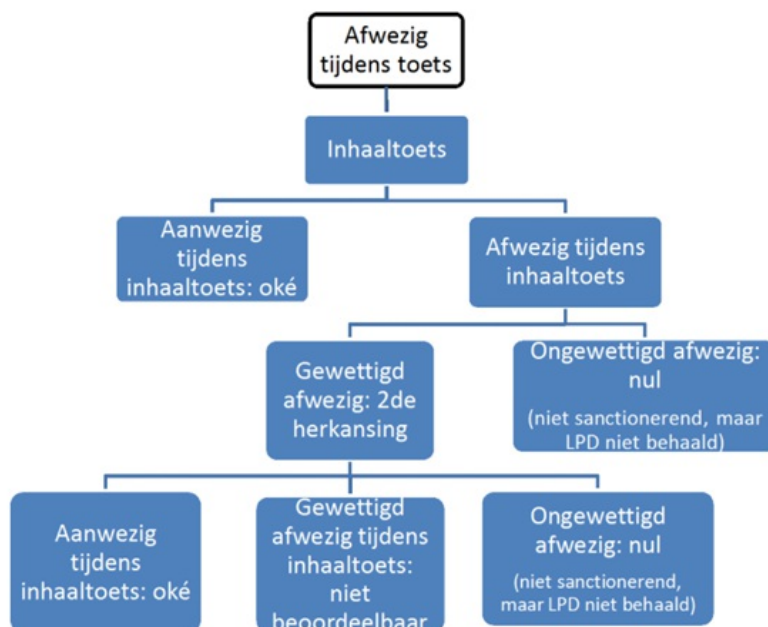 Afwezig
tijdens toets
Inhaaltoets
Aanwezig
tijdens
inhaaltoets: oké
Afwezig tijdens
inhaaltoets
Gewettigd
afwezig: 2de
herkansing
Ongewettigd afwezig:
nul
(niet sanctionerend, maar
LPD niet behaald)
Aanwezig
tijdens
inhaaltoets: oké
Gewettigd
afwezig tijdens
inhaaltoets:
niet
beoordeelbaar
Ongewettigd
afwezig: nul
(niet sanctionerend,
maar LPD niet behaald)